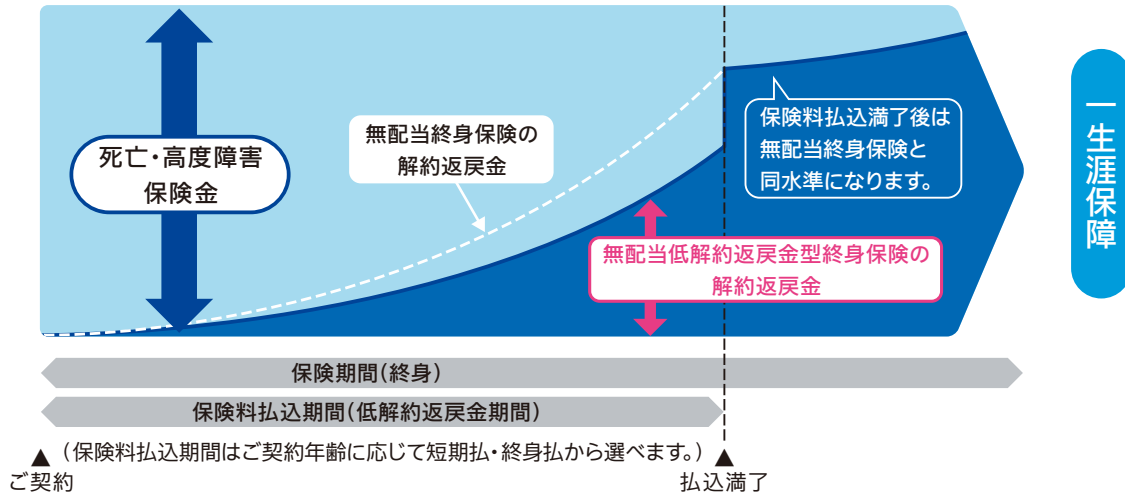 死亡・高度障害
保険金
無配当終身保険の
解約返戻金
保険料払込満了後は
無配当終身保険と
同水準になります。
無配当低解約返戻金型終身保険の
解約返戻金
一生涯保障
保険期間(終身)
保険料払込期間(低解約返戻金期間)
▲(保険料払込期間はご契約年齢に応じて短期払・終身払から選べます。)▲
ご契約
払込満了